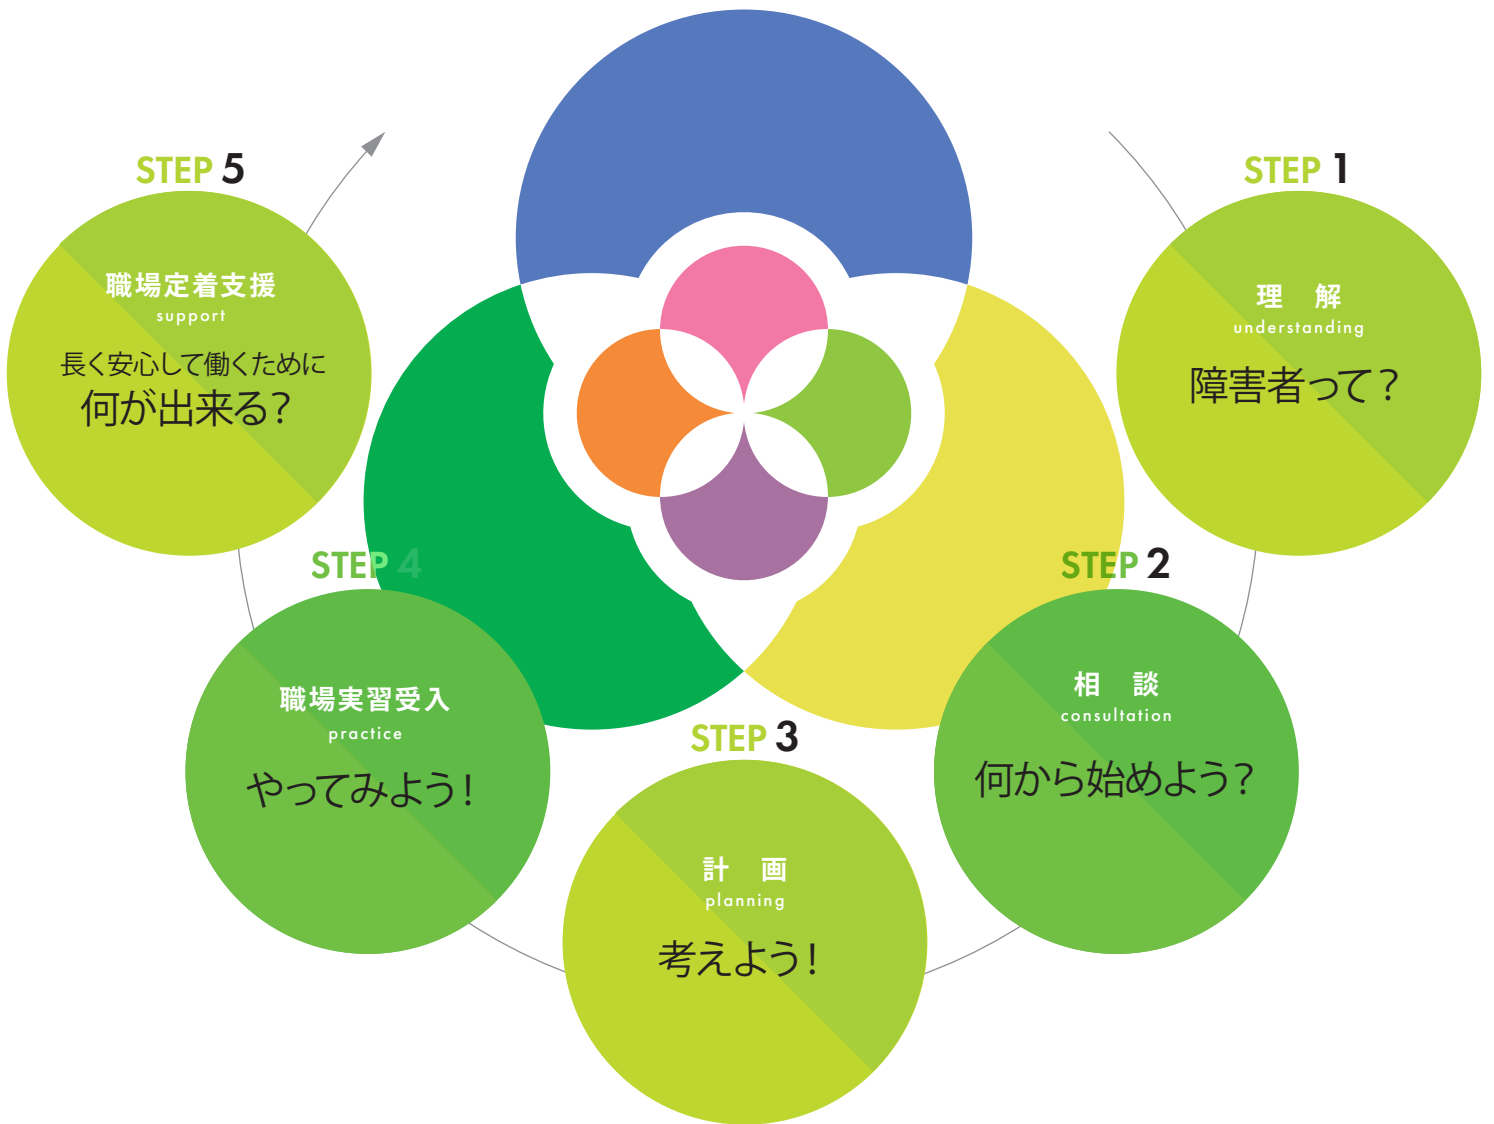 STEP 1
理 解
understanding
障害者って？
STEP 2
相 談
consultation
何から始めよう？
STEP 3
計 画
planning
考えよう！
STEP 4
職場実習受入
practice
やってみよう！
STEP 5
職場定着支援
support
長く安心して働くために
何が出来る？